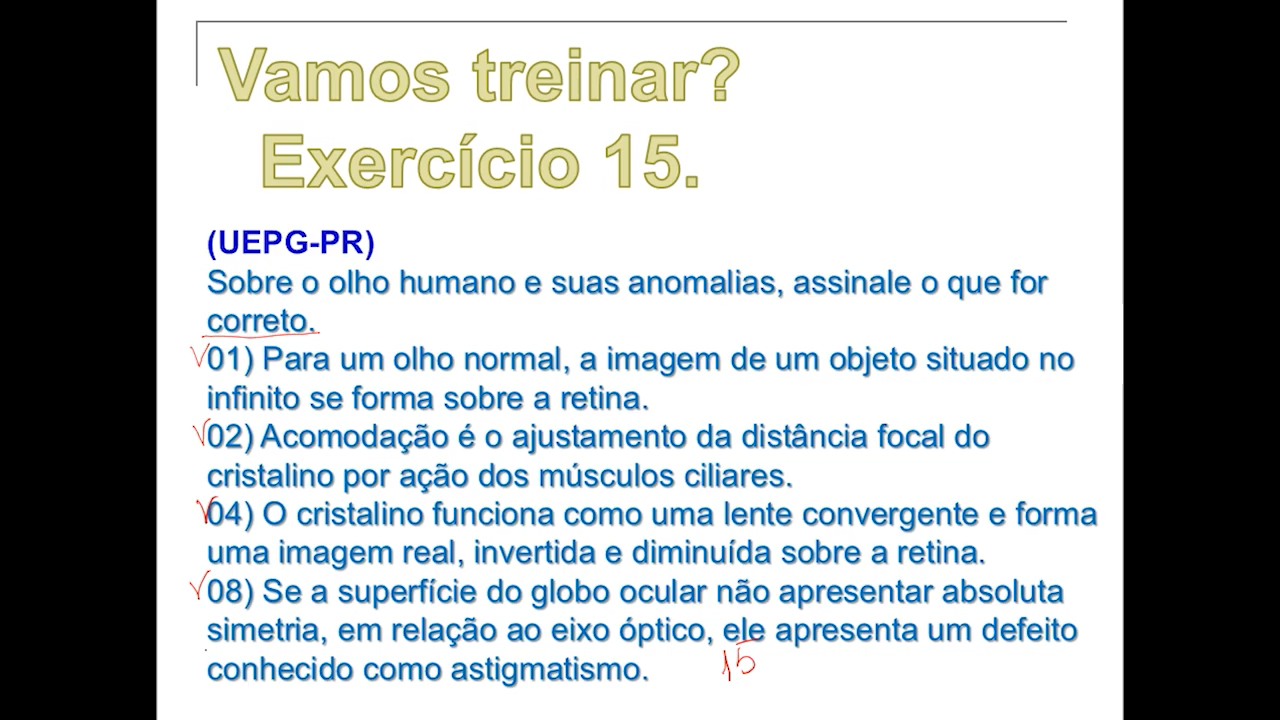 Vamos treinar?
Exercício 15.
(UEPG-PR)
Sobre o olho humano e suas anomalias, assinale o que for
correto.
V01) Para um olho normal, a imagem de um objeto situado no
infinito se forma sobre a retina.
V02) Acomodação é o ajustamento da distância focal do
cristalino por ação dos músculos ciliares.
V04) O cristalino funciona como uma lente convergente e forma
uma imagem real, invertida e diminuída sobre a retina.
V08) Se a superfície do globo ocular não apresentar absoluta
simetria, em relação ao eixo óptico, ele apresenta um defeito
conhecido como astigmatismo. 15